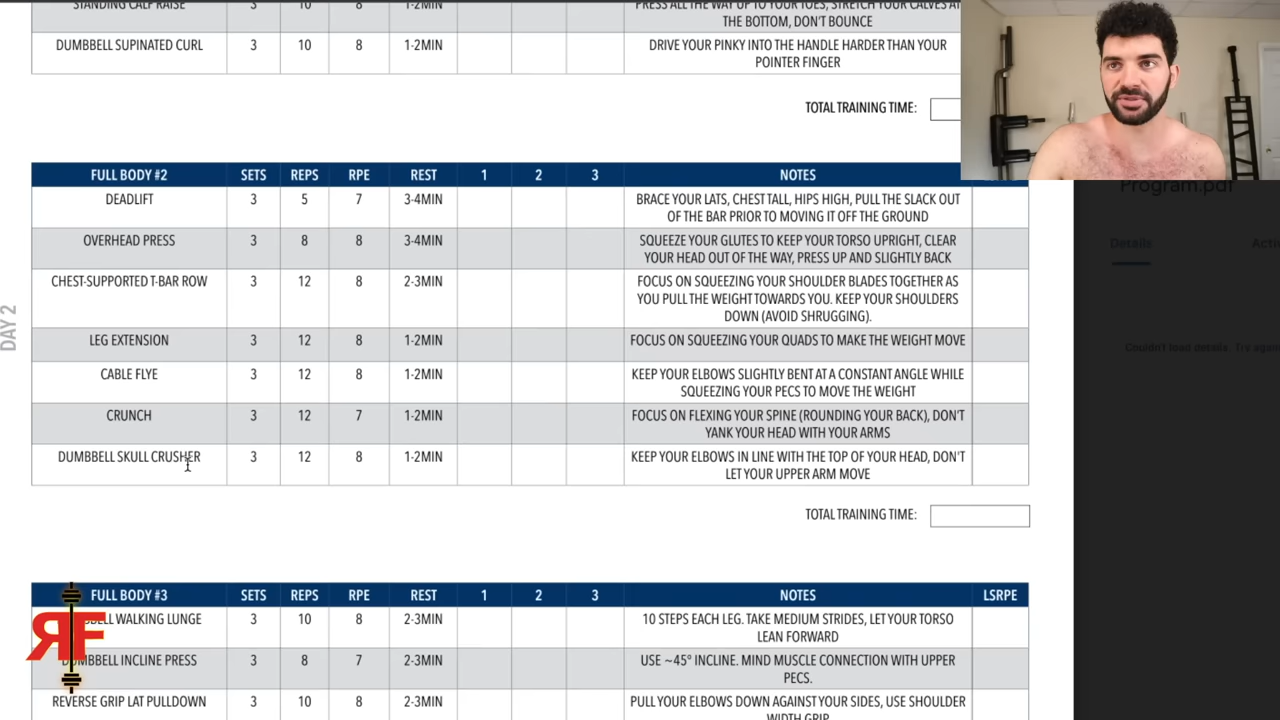 STANDING CALF RAISE 3 10 8 1-2MIN PRESS ALL THE WAY UP TO YOUR TOES, STRETCH YOUR CALVES AT
THE BOTTOM, DON'T BOUNCE
DUMBBELL SUPINATED CURL 3 10 8 1-2MIN DRIVE YOUR PINKY INTO THE HANDLE HARDER THAN YOUR
POINTER FINGER
TOTAL TRAINING TIME:
DAY 2
FULL BODY #2 SETS REPS RPE REST 1 2 3 NOTES
DEADLIFT 3 5 7 3-4MIN BRACE YOUR LATS, CHEST TALL, HIPS HIGH, PULL THE SLACK OUT
OF THE BAR PRIOR TO MOVING IT OFF THE GROUND
OVERHEAD PRESS 3 8 8 3-4MIN SQUEEZE YOUR GLUTES TO KEEP YOUR TORSO UPRIGHT, CLEAR
YOUR HEAD OUT OF THE WAY, PRESS UP AND SLIGHTLY BACK
CHEST-SUPPORTED T-BAR ROW 3 12 8 2-3MIN FOCUS ON SQUEEZING YOUR SHOULDER BLADES TOGETHER AS
YOU PULL THE WEIGHT TOWARDS YOU. KEEP YOUR SHOULDERS
DOWN (AVOID SHRUGGING).
LEG EXTENSION 3 12 8 1-2MIN FOCUS ON SQUEEZING YOUR QUADS TO MAKE THE WEIGHT MOVE
CABLE FLYE 3 12 8 1-2MIN KEEP YOUR ELBOWS SLIGHTLY BENT AT A CONSTANT ANGLE WHILE
SQUEEZING YOUR PECS TO MOVE THE WEIGHT
CRUNCH 3 12 7 1-2MIN FOCUS ON FLEXING YOUR SPINE (ROUNDING YOUR BACK), DON'T
YANK YOUR HEAD WITH YOUR ARMS
DUMBBELL SKULL CRUSHER 3 12 8 1-2MIN KEEP YOUR ELBOWS IN LINE WITH THE TOP OF YOUR HEAD, DON'T
LET YOUR UPPER ARM MOVE
TOTAL TRAINING TIME:
FULL BODY #3 SETS REPS RPE REST 1 2 3 NOTES LSRPE
WALKING LUNGE 3 10 8 2-3MIN 10 STEPS EACH LEG. TAKE MEDIUM STRIDES, LET YOUR TORSO
LEAN FORWARD
DUMBBELL INCLINE PRESS 3 8 7 2-3MIN USE ~45° INCLINE. MIND MUSCLE CONNECTION WITH UPPER
PECS.
REVERSE GRIP LAT PULLDOWN 3 10 8 2-3MIN PULL YOUR ELBOWS DOWN AGAINST YOUR SIDES, USE SHOULDER
WIDTH GRIP
RF
Program.pdf
Details
Couldn't load details. Try